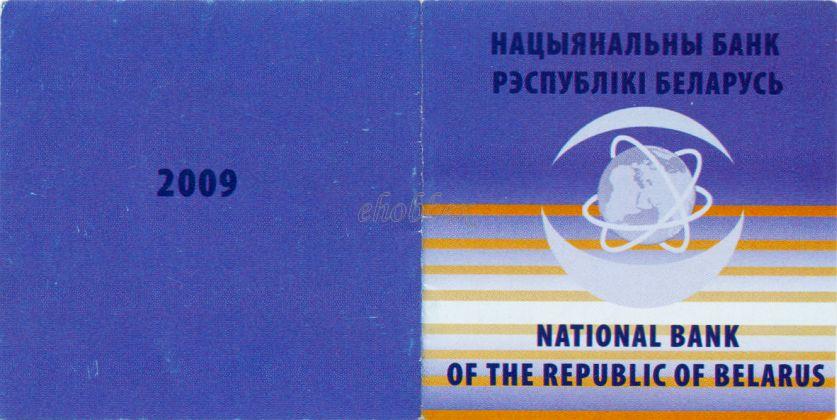 2009
НАЦЫЯНАЛЬНЫ БАНК
РЭСПУБЛІКІ БЕЛАРУСЬ
NATIONAL BANK
OF THE REPUBLIC OF BELARUS